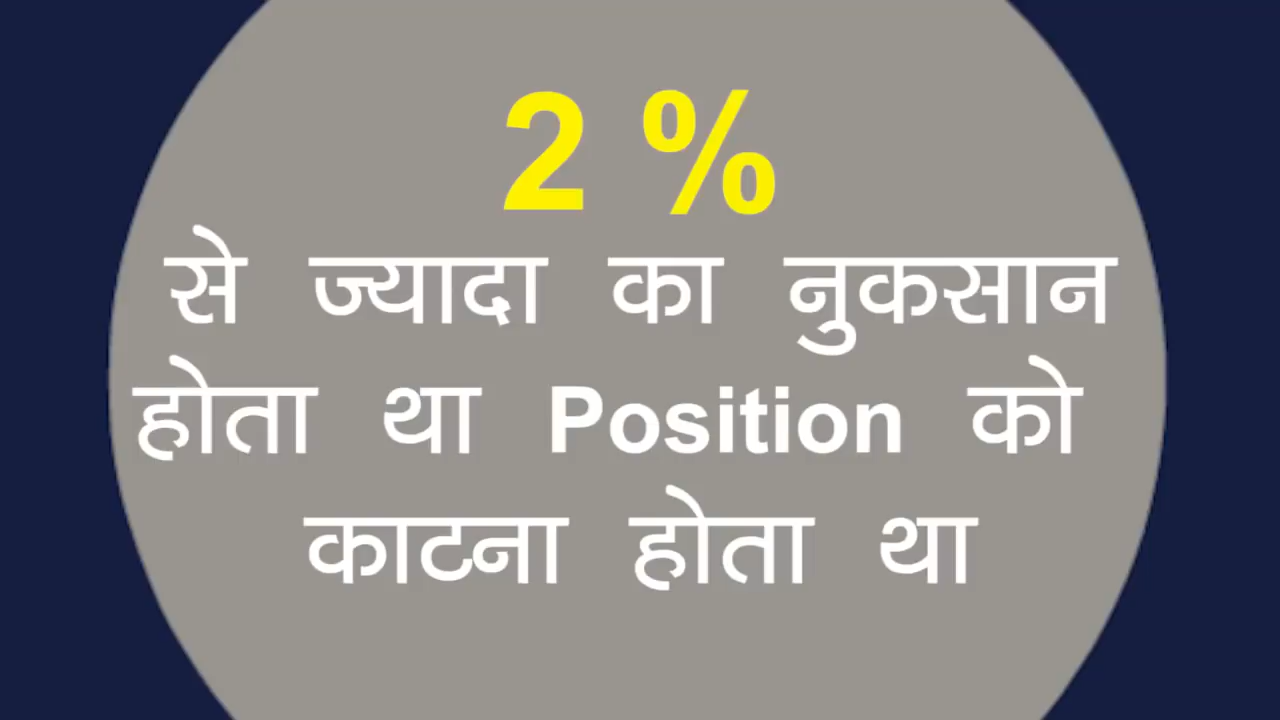 2 %
से ज्यादा का नुकसान
होता था Position को
काटना होता था